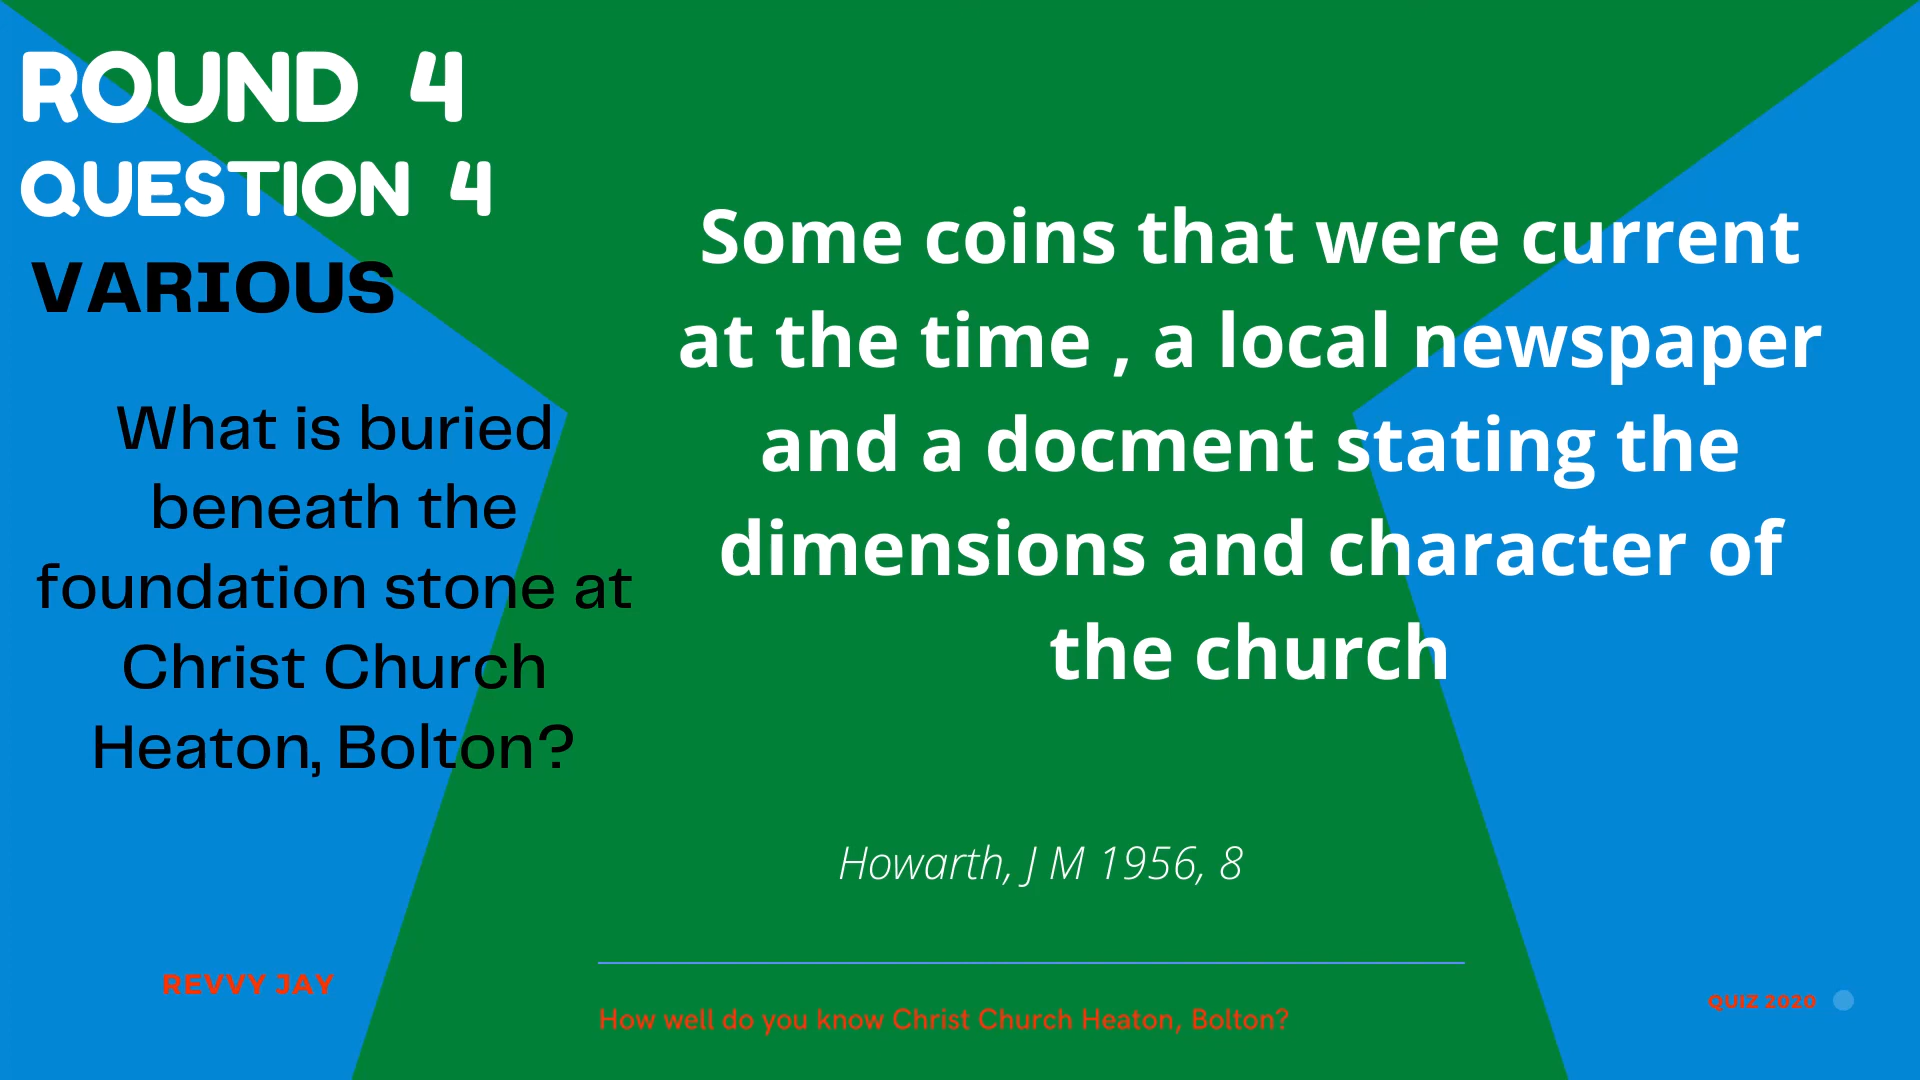 ROUND 4
QUESTION 4
VARIOUS
What is buried
beneath the
foundation stone at
Christ Church
Heaton, Bolton?
Some coins that were current
at the time , a local newspaper
and a docment stating the
dimensions and character of
the church
Howarth, J M 1956, 8
REVVY JAY
How well do you know Christ Church Heaton, Bolton?
QUIZ 2020